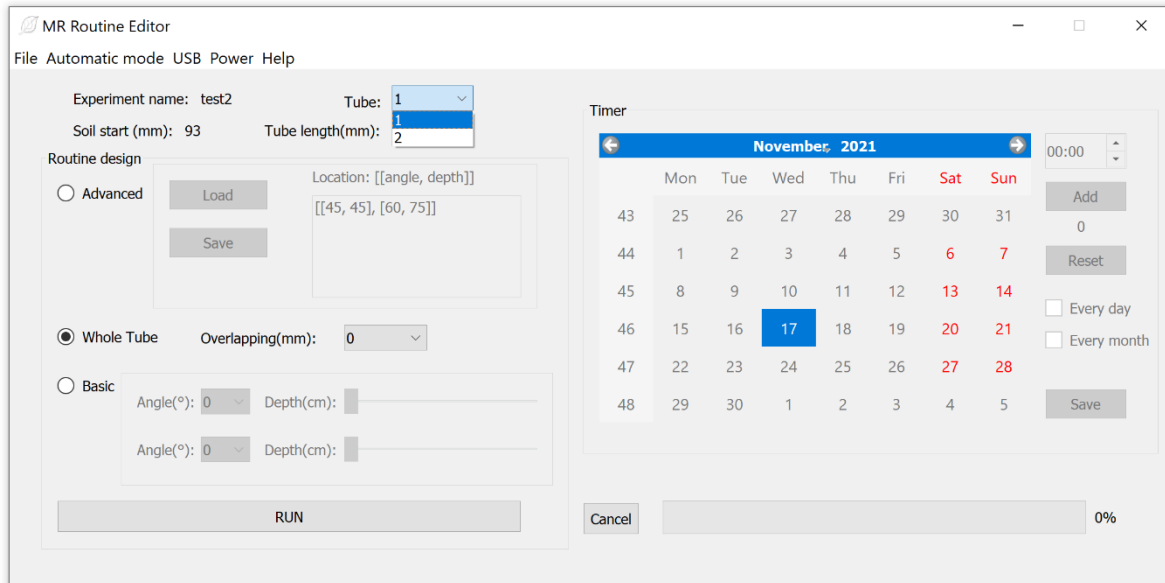 MR Routine Editor
File Automatic mode USB Power Help
Experiment name: test2 Tube: 1
1
2
Soil start (mm): 93 Tube length(mm):
Routine design
Advanced
Load
Save
Location: [[angle, depth]]
[[45, 45], [60, 75]]
Whole Tube Overlapping(mm): 0
Basic
Angle(°): 0 Depth(cm):
Angle(°): 0 Depth(cm):
RUN
Timer
November, 2021
Mon Tue Wed Thu Fri Sat Sun
43 25 26 27 28 29 30 31
44 1 2 3 4 5 6 7
45 8 9 10 11 12 13 14
46 15 16 17 18 19 20 21
47 22 23 24 25 26 27 28
48 29 30 1 2 3 4 5
00:00
Add
0
Reset
Every day
Every month
Save
Cancel 0%